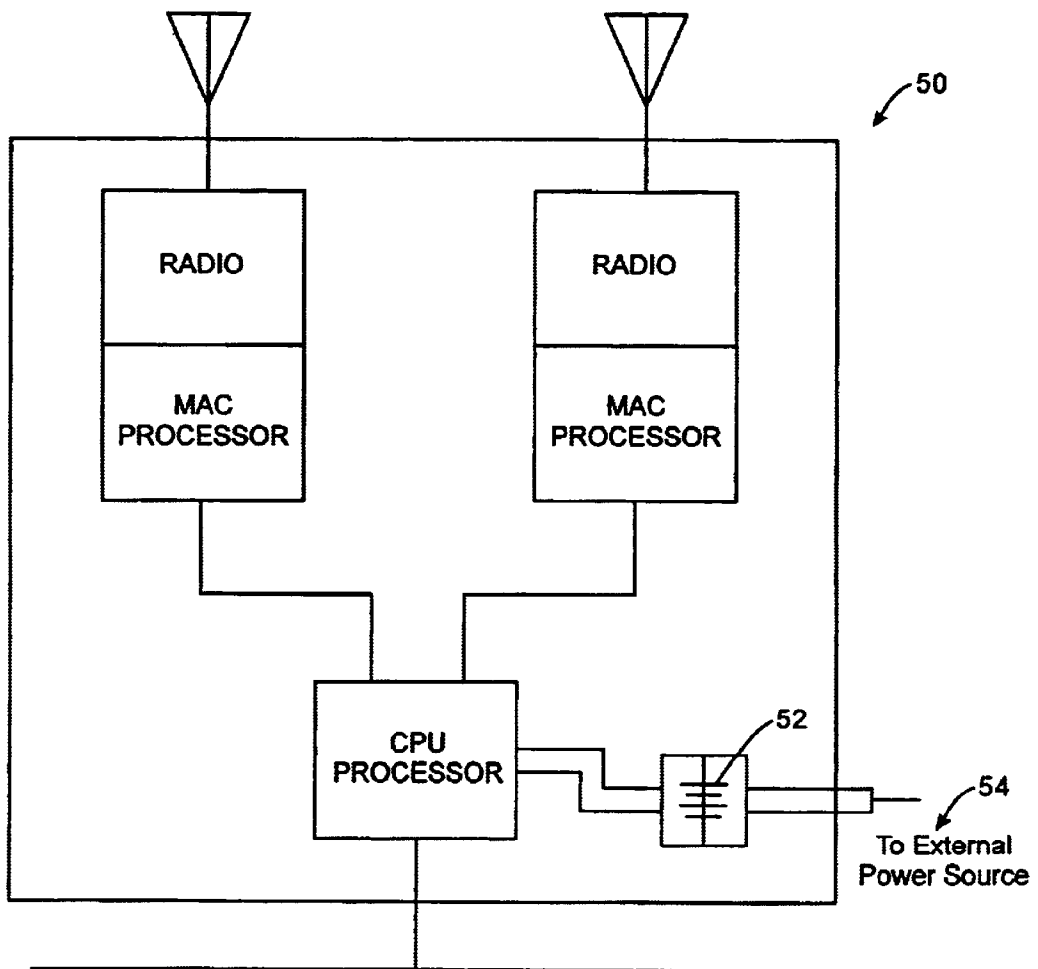 50
RADIO
RADIO
MAC
PROCESSOR
MAC
PROCESSOR
CPU
PROCESSOR
52
54
To External
Power Source